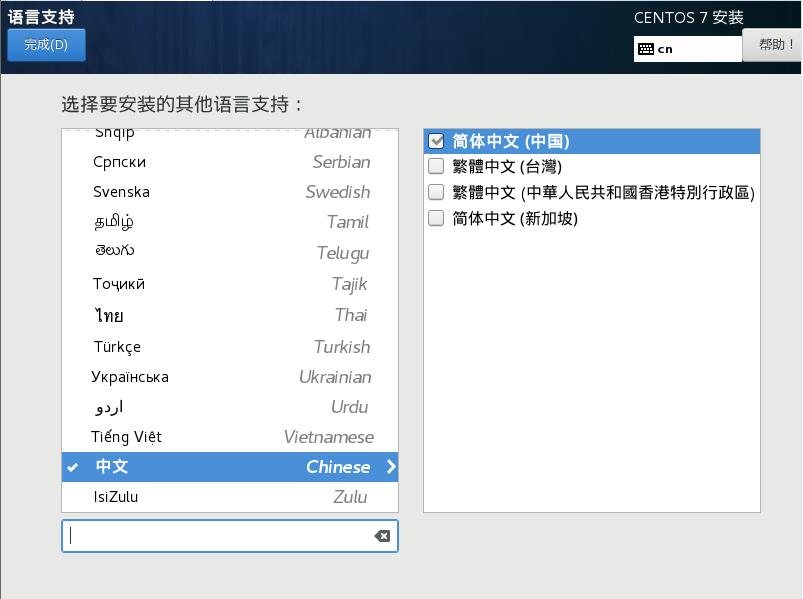 语言支持
CENTOS 7 安装
完成(D)
cn
帮助！
选择要安装的其他语言支持：
Shqip Albanian
Српски Serbian
Svenska Swedish
தமிழ் Tamil
తెలుగు Telugu
Тоҷикӣ Tajik
ไทย Thai
Türkçe Turkish
Українська Ukrainian
اردو Urdu
Tiếng Việt Vietnamese
中文 Chinese
IsiZulu Zulu
简体中文 (中国)
繁體中文 (台灣)
繁體中文 (中華人民共和國香港特別行政區)
简体中文 (新加坡)